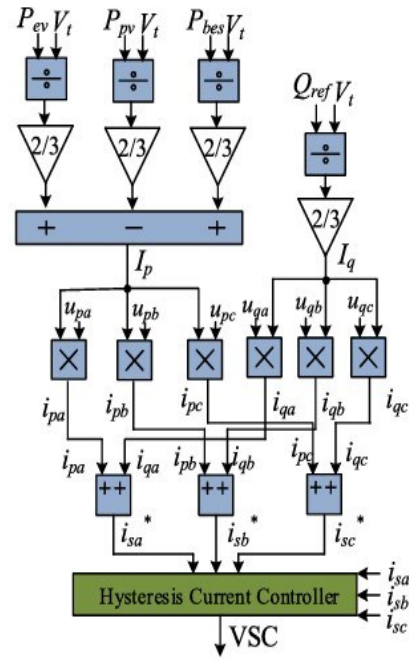 P_ev V_t P_pv V_t P_bes V_t
Q_ref V_t
÷ ÷ ÷
÷
2/3 2/3 2/3
2/3
+ − +
I_p I_q
u_pa u_pb u_pc u_qa u_qb u_qc
× × × × × ×
i_pa i_pb i_pc i_qa i_qb i_qc
i_pa i_qa i_pb i_qb i_pc i_qc
++ ++ ++
i_sa* i_sb* i_sc*
i_sa
Hysteresis Current Controller
i_sb
i_sc
VSC